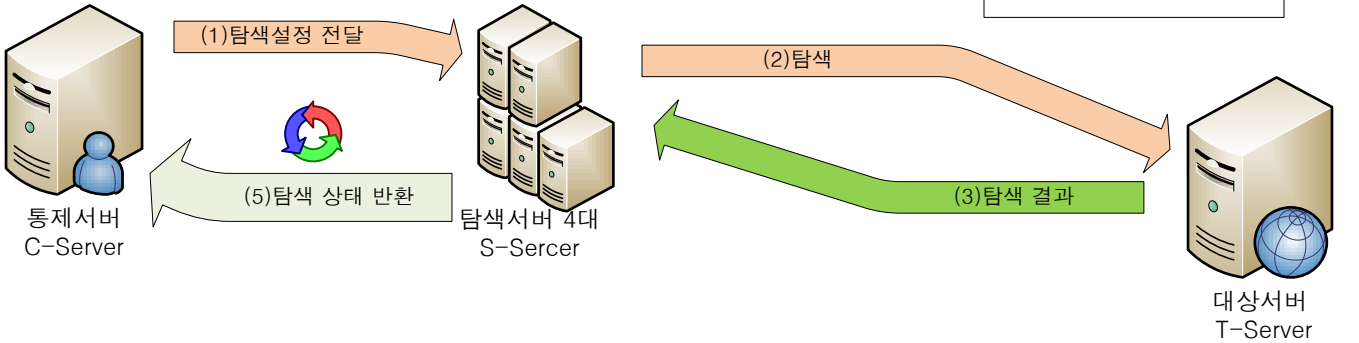 (1)탐색설정 전달
(2)탐색
(3)탐색 결과
(5)탐색 상태 반환
통제서버
C-Server
탐색서버 4대
S-Sercer
대상서버
T-Server